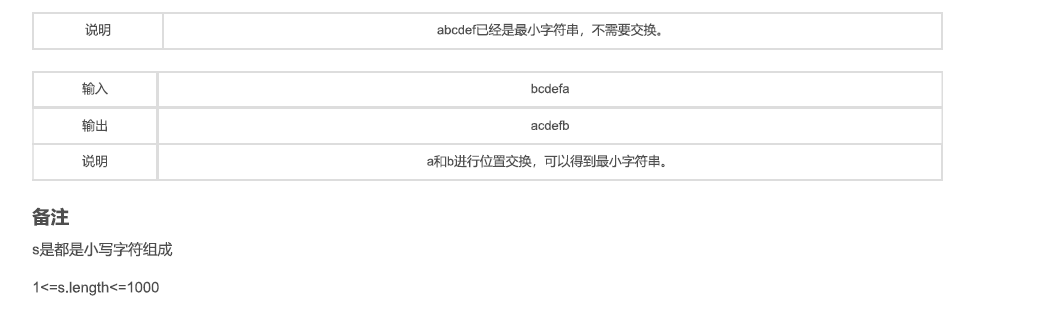 说明 abcdef已经是最小字符串，不需要交换。
输入 bcdefa
输出 acdefb
说明 a和b进行位置交换，可以得到最小字符串。
备注
s是都是小写字符组成
1<=s.length<=1000